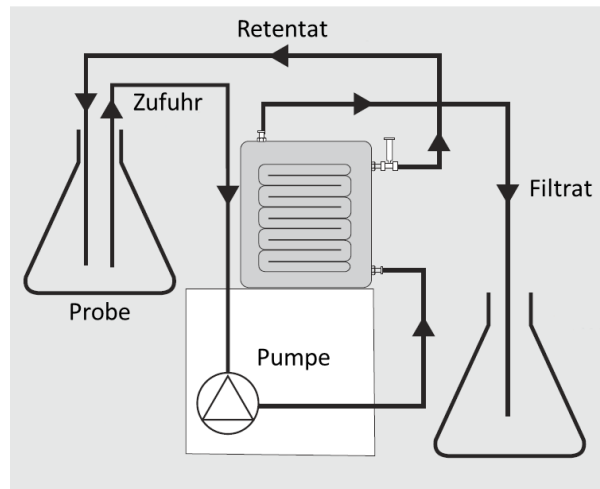 Retentat
Zufuhr
Filtrat
Probe
Pumpe